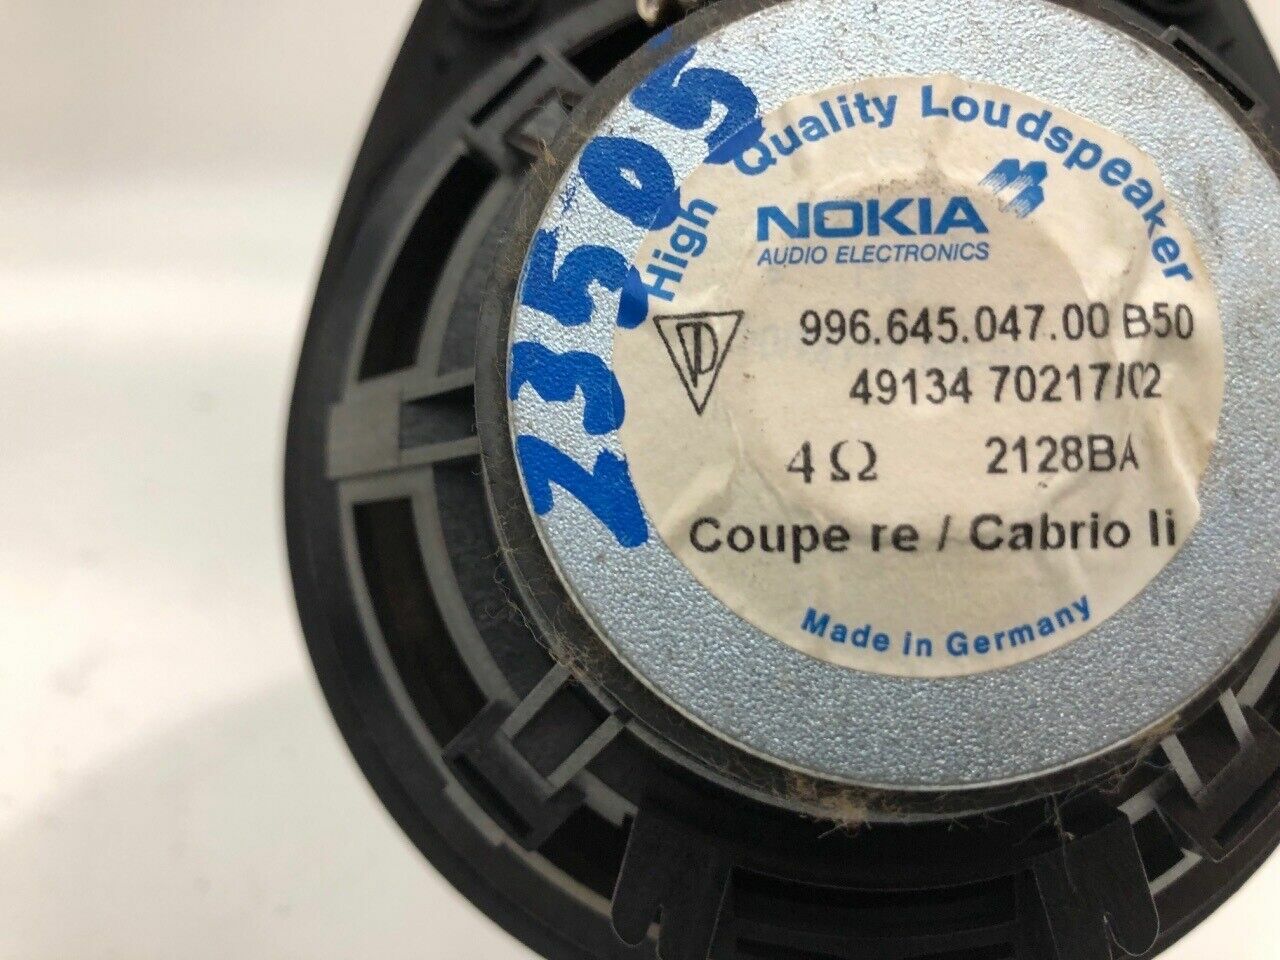 High Quality Loudspeaker
NOKIA
AUDIO ELECTRONICS
996.645.047.00 B50
49134 70217/02
4Ω 2128BA
Coupe re / Cabrio li
Made in Germany
23505